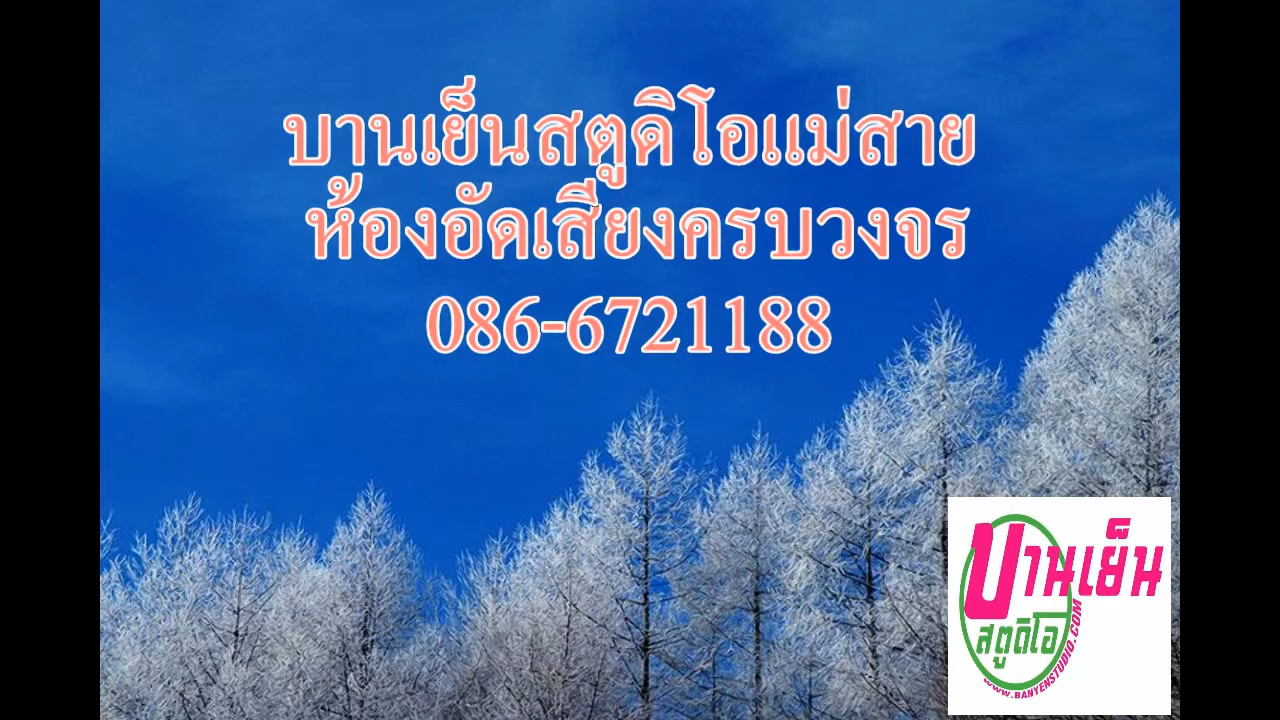 บานเย็นสตูดิโอแม่สาย
ห้องอัดเสียงครบวงจร
086-6721188
บานเย็น
สตูดิโอ
WWW.BANYENSTUDIO.COM